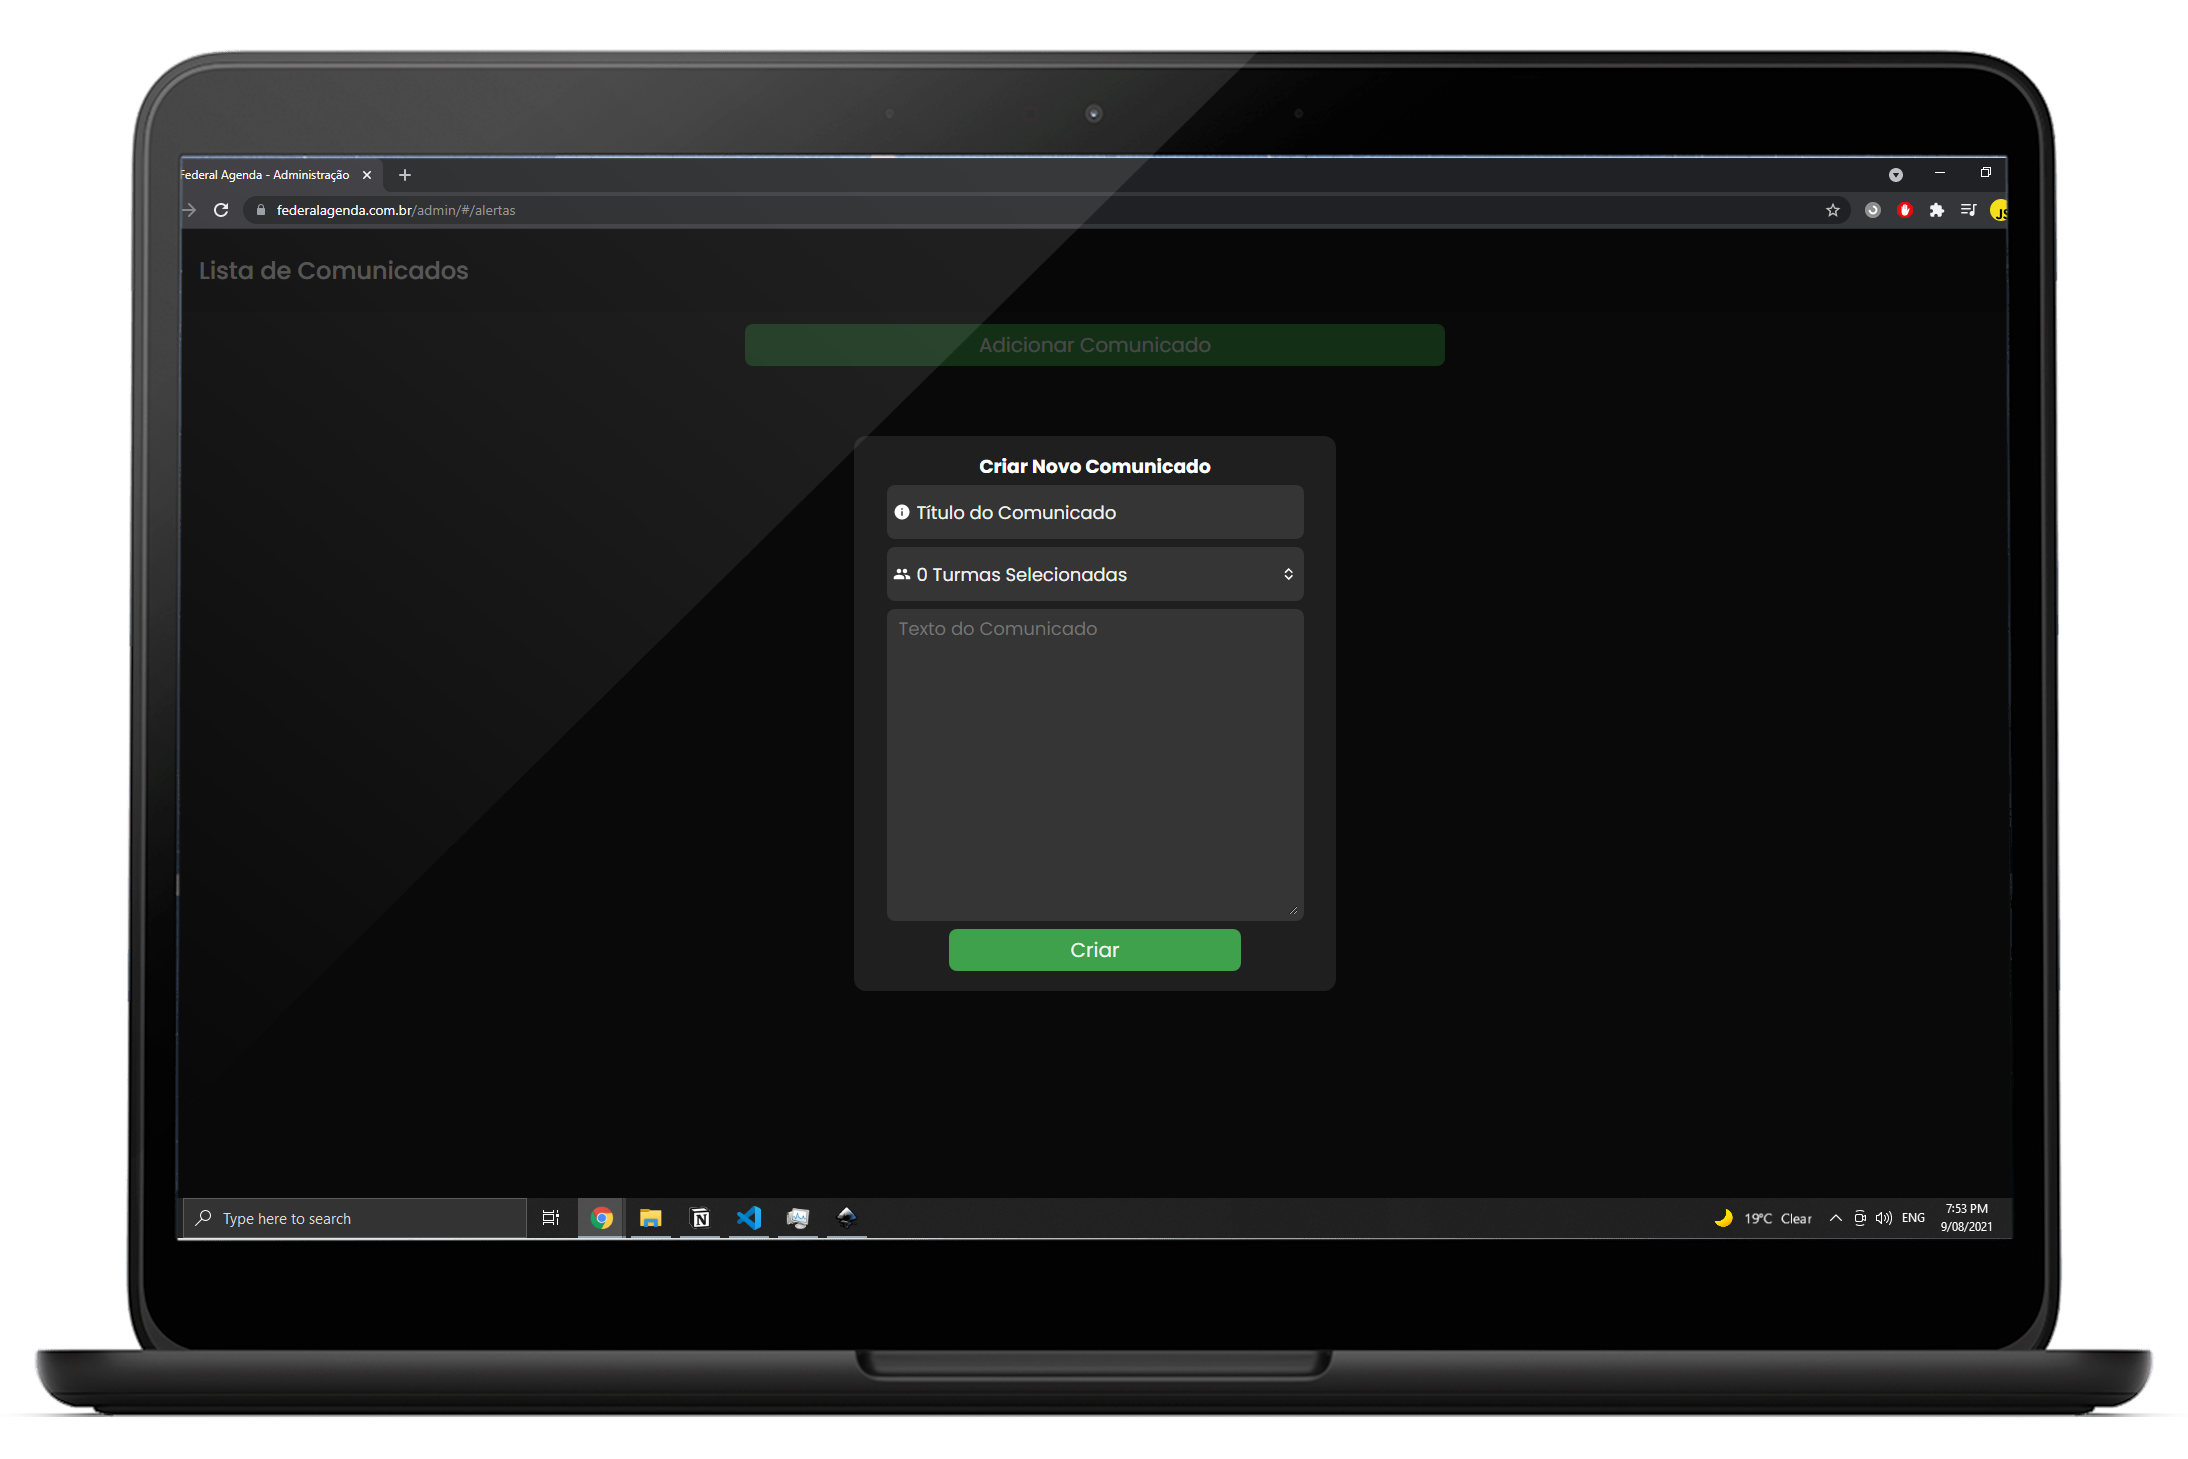 Federal Agenda - Administração
federalagenda.com.br/admin/#/alertas
JS
Lista de Comunicados
Adicionar Comunicado
Criar Novo Comunicado
Título do Comunicado
0 Turmas Selecionadas
Texto do Comunicado
Criar
Type here to search
19°C Clear
ENG
7:53 PM
9/08/2021